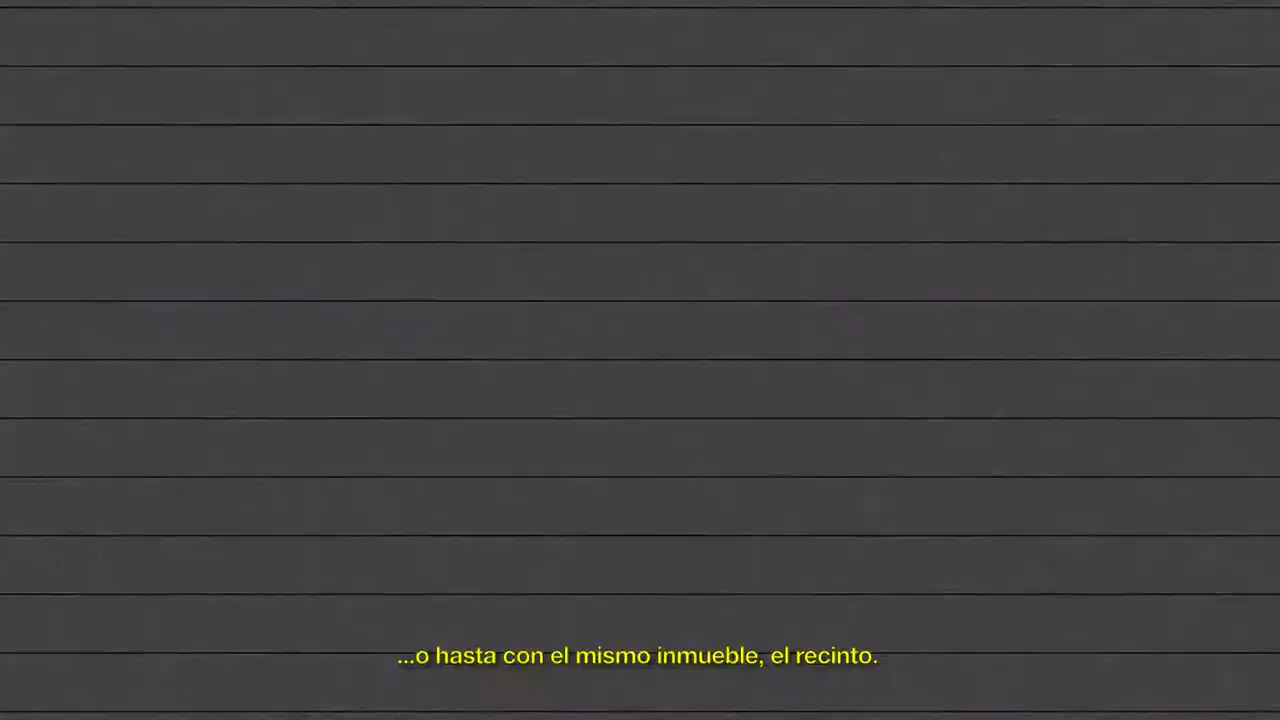 ...o hasta con el mismo inmueble, el recinto.